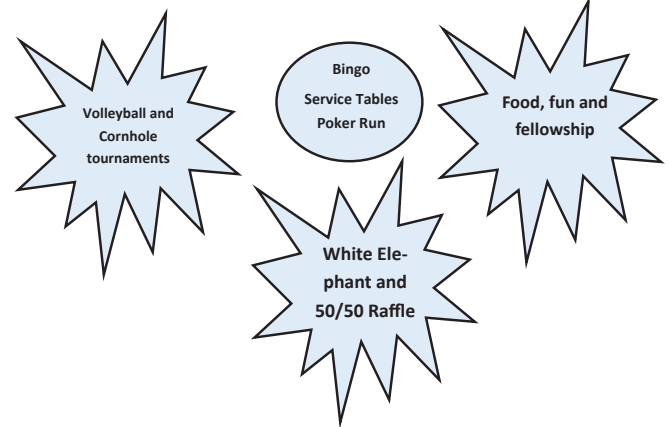 Volleyball and
Cornhole
tournaments
Bingo
Service Tables
Poker Run
Food, fun and
fellowship
White Ele-
phant and
50/50 Raffle